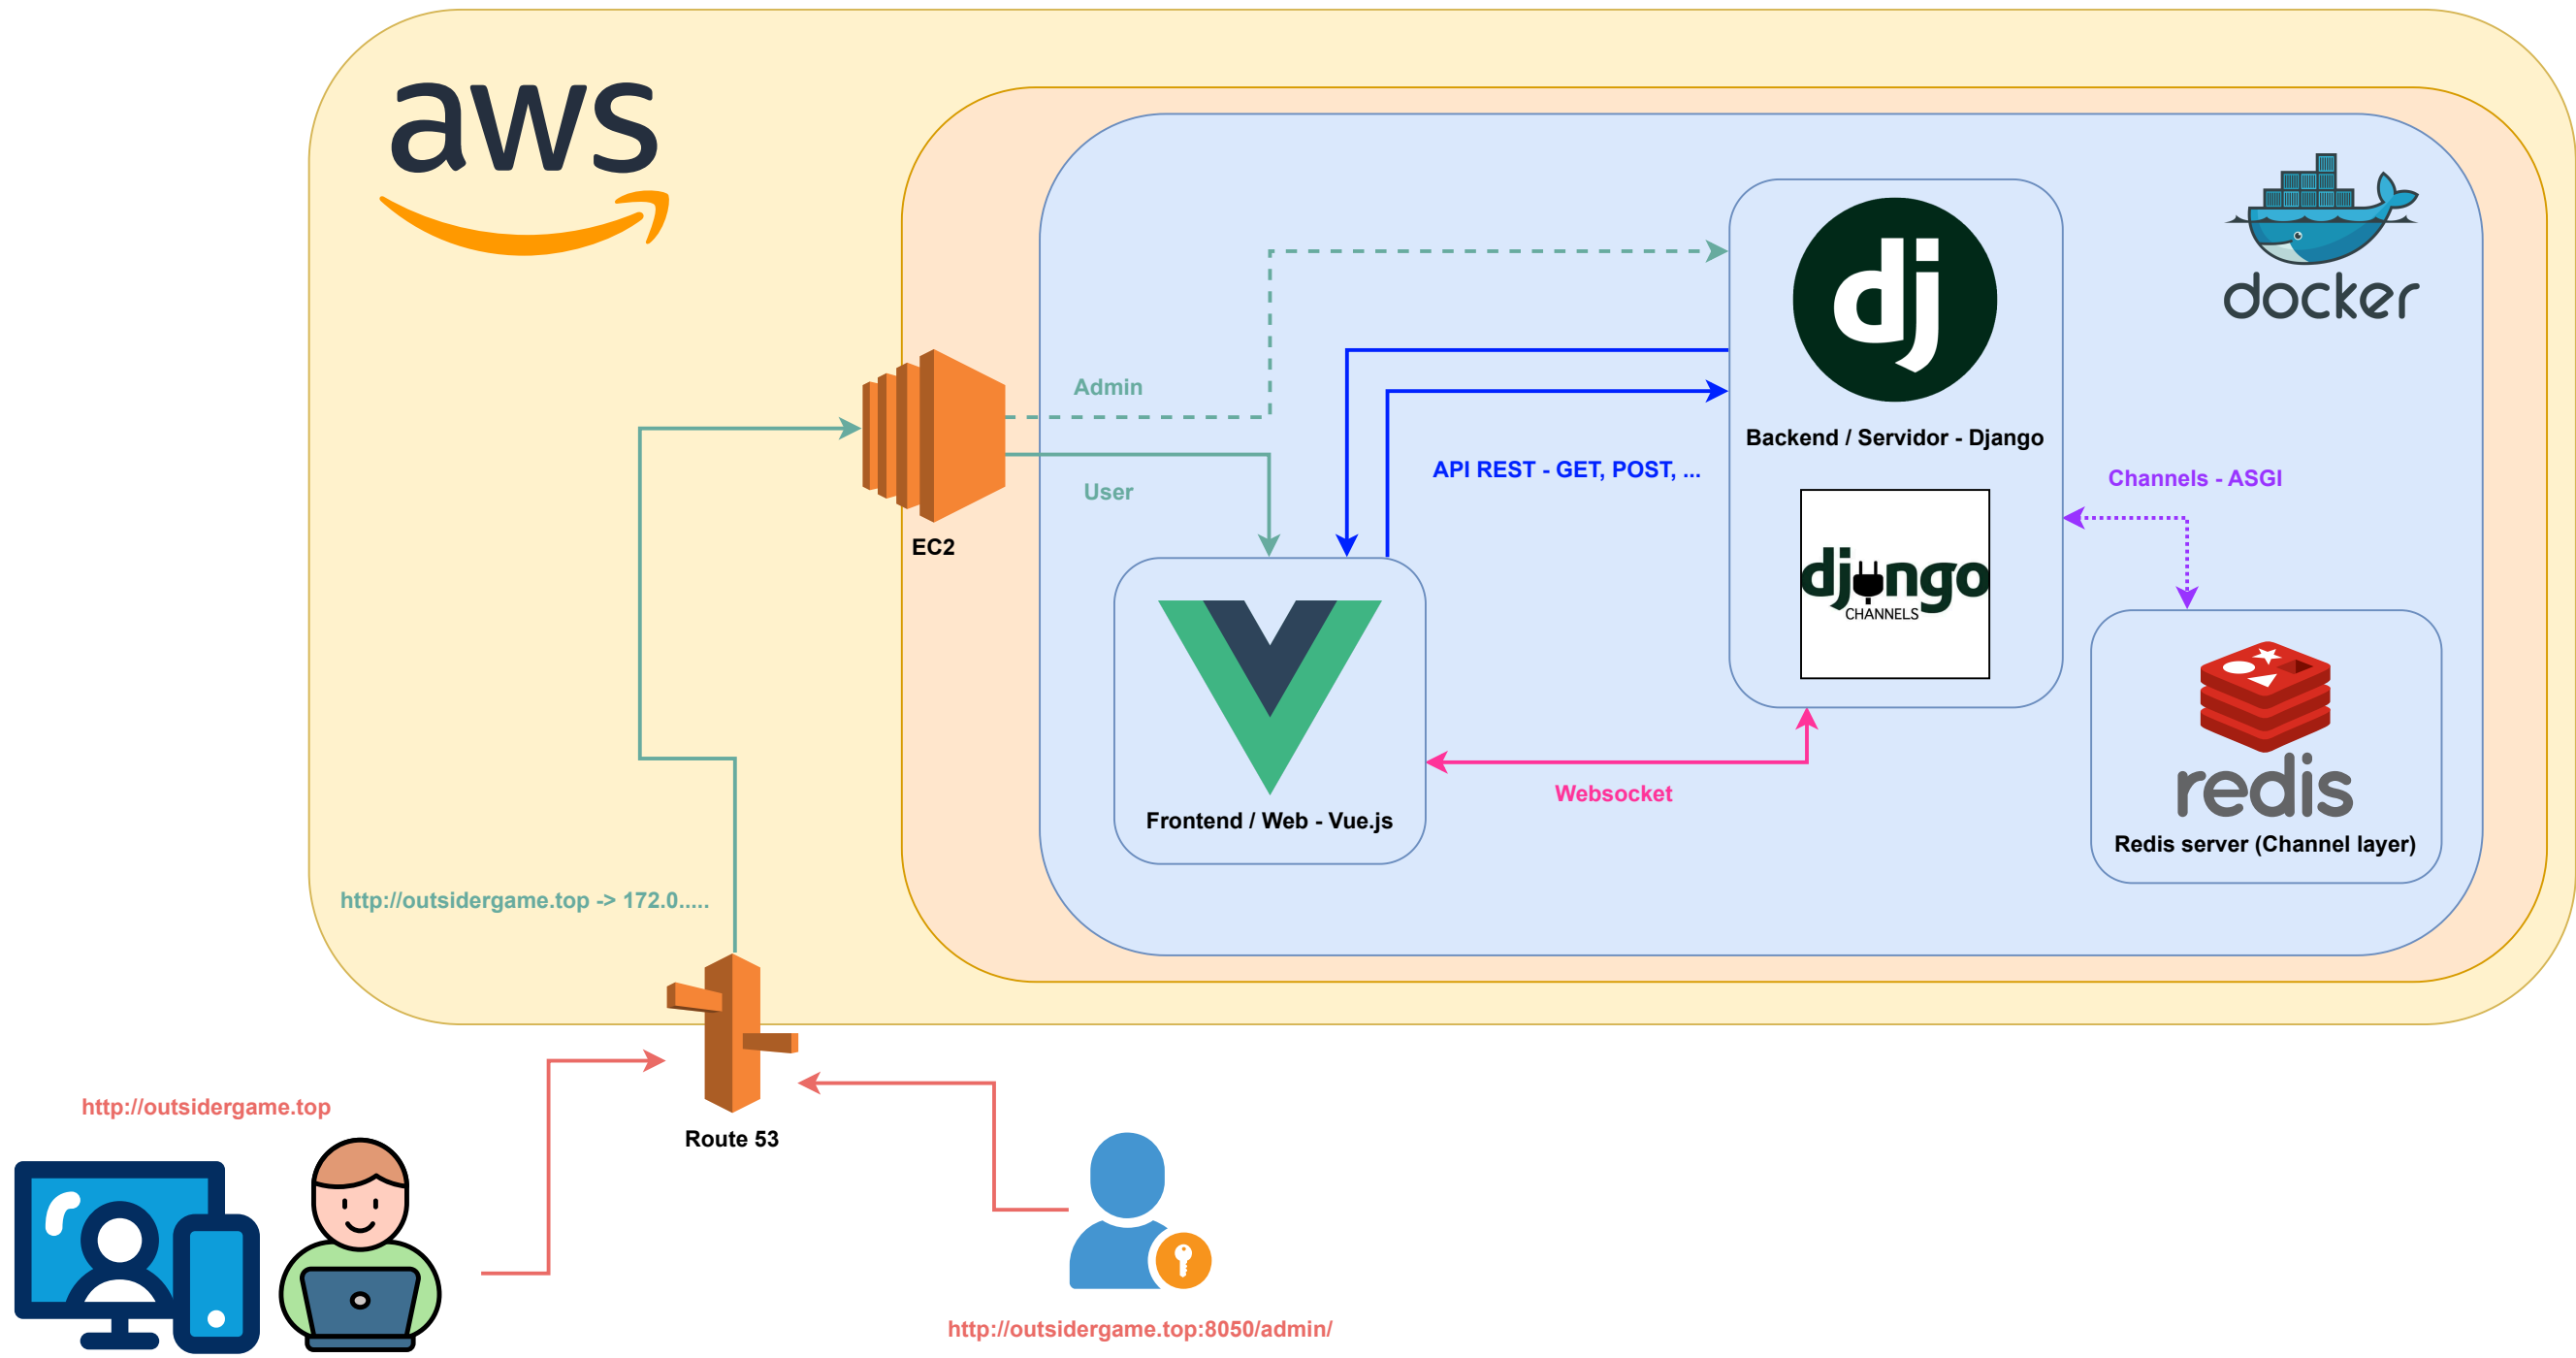 aws
docker
Admin
Backend / Servidor - Django
API REST - GET, POST, ...
Channels - ASGI
User
EC2
django
CHANNELS
redis
Websocket
Frontend / Web - Vue.js
Redis server (Channel layer)
http://outsidergame.top -> 172.0.....
http://outsidergame.top
Route 53
http://outsidergame.top:8050/admin/
dj